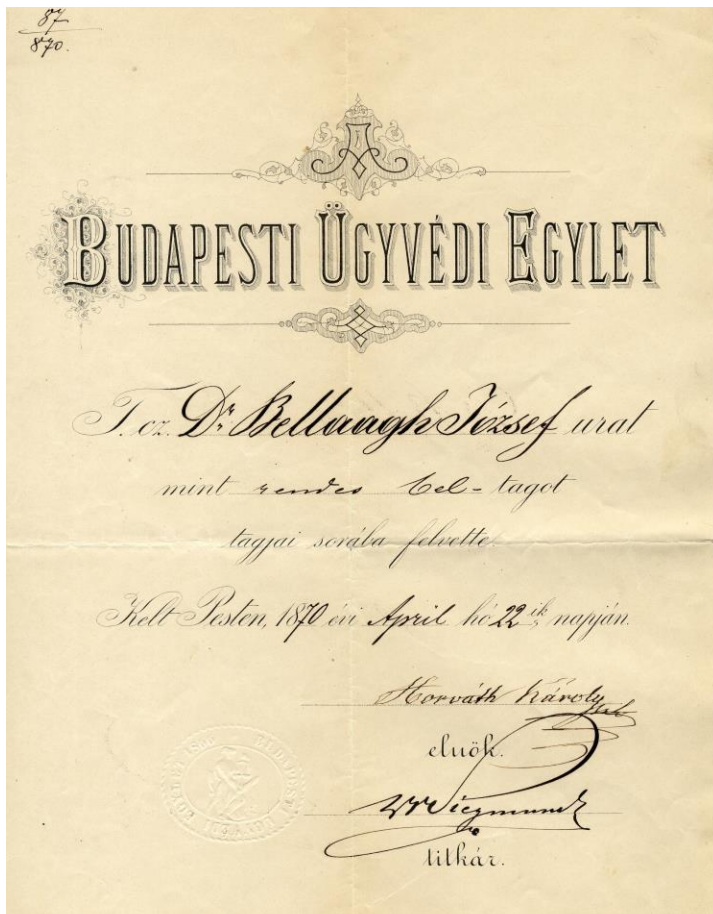 87
870.
BUDAPESTI ÜGYVÉDI EGYLET
T. cz. Dr. Bellaagh József urat
mint rendes bel-tagot
tagjai sorába felvette.
Kelt Pesten, 1870 évi April hó 22ik napján.
Horváth Károly
elnök.
titkár.